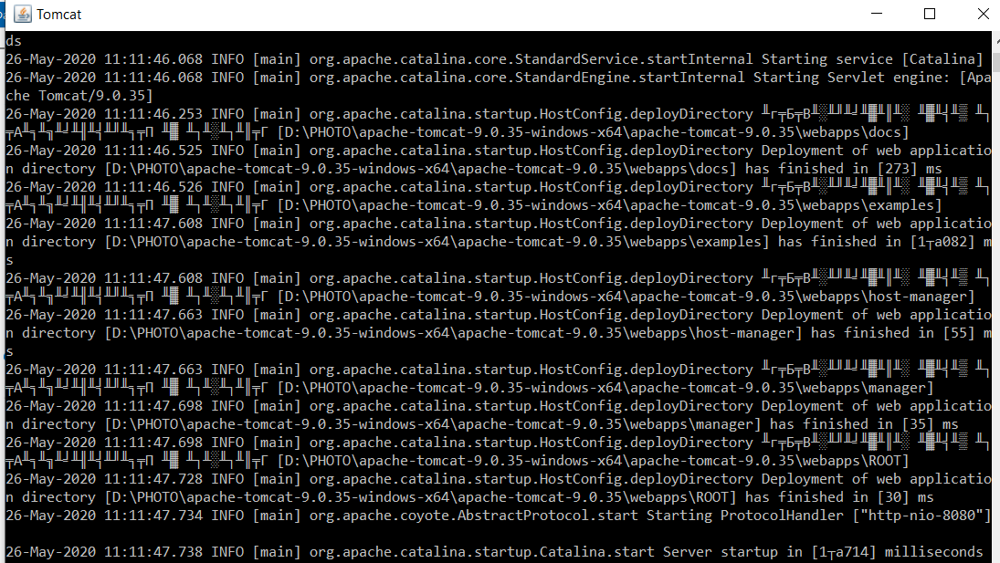 Tomcat
ds
26-May-2020 11:11:46.068 INFO [main] org.apache.catalina.core.StandardService.startInternal Starting service [Catalina]
26-May-2020 11:11:46.068 INFO [main] org.apache.catalina.core.StandardEngine.startInternal Starting Servlet engine: [Apa
che Tomcat/9.0.35]
26-May-2020 11:11:46.253 INFO [main] org.apache.catalina.startup.HostConfig.deployDirectory ╨г╤Б╤В╨░╨╜╨╛╨▓╨║╨░ ╨▓╨╡╨▒ ╨┐
╤А╨╕╨╗╨╛╨╢╨╡╨╜╨╕╤П ╨▓ ╨┐╨░╨┐╨║╤Г [D:\PHOTO\apache-tomcat-9.0.35-windows-x64\apache-tomcat-9.0.35\webapps\docs]
26-May-2020 11:11:46.525 INFO [main] org.apache.catalina.startup.HostConfig.deployDirectory Deployment of web applicatio
n directory [D:\PHOTO\apache-tomcat-9.0.35-windows-x64\apache-tomcat-9.0.35\webapps\docs] has finished in [273] ms
26-May-2020 11:11:46.526 INFO [main] org.apache.catalina.startup.HostConfig.deployDirectory ╨г╤Б╤В╨░╨╜╨╛╨▓╨║╨░ ╨▓╨╡╨▒ ╨┐
╤А╨╕╨╗╨╛╨╢╨╡╨╜╨╕╤П ╨▓ ╨┐╨░╨┐╨║╤Г [D:\PHOTO\apache-tomcat-9.0.35-windows-x64\apache-tomcat-9.0.35\webapps\examples]
26-May-2020 11:11:47.608 INFO [main] org.apache.catalina.startup.HostConfig.deployDirectory Deployment of web applicatio
n directory [D:\PHOTO\apache-tomcat-9.0.35-windows-x64\apache-tomcat-9.0.35\webapps\examples] has finished in [1┬а082] m
s
26-May-2020 11:11:47.608 INFO [main] org.apache.catalina.startup.HostConfig.deployDirectory ╨г╤Б╤В╨░╨╜╨╛╨▓╨║╨░ ╨▓╨╡╨▒ ╨┐
╤А╨╕╨╗╨╛╨╢╨╡╨╜╨╕╤П ╨▓ ╨┐╨░╨┐╨║╤Г [D:\PHOTO\apache-tomcat-9.0.35-windows-x64\apache-tomcat-9.0.35\webapps\host-manager]
26-May-2020 11:11:47.663 INFO [main] org.apache.catalina.startup.HostConfig.deployDirectory Deployment of web applicatio
n directory [D:\PHOTO\apache-tomcat-9.0.35-windows-x64\apache-tomcat-9.0.35\webapps\host-manager] has finished in [55] m
s
26-May-2020 11:11:47.663 INFO [main] org.apache.catalina.startup.HostConfig.deployDirectory ╨г╤Б╤В╨░╨╜╨╛╨▓╨║╨░ ╨▓╨╡╨▒ ╨┐
╤А╨╕╨╗╨╛╨╢╨╡╨╜╨╕╤П ╨▓ ╨┐╨░╨┐╨║╤Г [D:\PHOTO\apache-tomcat-9.0.35-windows-x64\apache-tomcat-9.0.35\webapps\manager]
26-May-2020 11:11:47.698 INFO [main] org.apache.catalina.startup.HostConfig.deployDirectory Deployment of web applicatio
n directory [D:\PHOTO\apache-tomcat-9.0.35-windows-x64\apache-tomcat-9.0.35\webapps\manager] has finished in [35] ms
26-May-2020 11:11:47.698 INFO [main] org.apache.catalina.startup.HostConfig.deployDirectory ╨г╤Б╤В╨░╨╜╨╛╨▓╨║╨░ ╨▓╨╡╨▒ ╨┐
╤А╨╕╨╗╨╛╨╢╨╡╨╜╨╕╤П ╨▓ ╨┐╨░╨┐╨║╤Г [D:\PHOTO\apache-tomcat-9.0.35-windows-x64\apache-tomcat-9.0.35\webapps\ROOT]
26-May-2020 11:11:47.728 INFO [main] org.apache.catalina.startup.HostConfig.deployDirectory Deployment of web applicatio
n directory [D:\PHOTO\apache-tomcat-9.0.35-windows-x64\apache-tomcat-9.0.35\webapps\ROOT] has finished in [30] ms
26-May-2020 11:11:47.734 INFO [main] org.apache.coyote.AbstractProtocol.start Starting ProtocolHandler ["http-nio-8080"]
26-May-2020 11:11:47.738 INFO [main] org.apache.catalina.startup.Catalina.start Server startup in [1┬а714] milliseconds